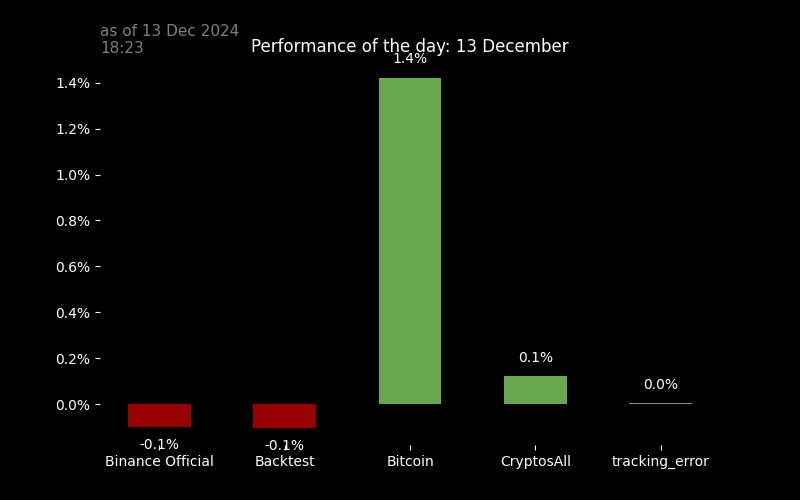 as of 13 Dec 2024
18:23
Performance of the day: 13 December
1.4%
1.4%
1.2%
1.0%
0.8%
0.6%
0.4%
0.2%
0.1%
0.0%
0.0%
-0.1%
-0.1%
Binance Official
Backtest
Bitcoin
CryptosAll
tracking_error